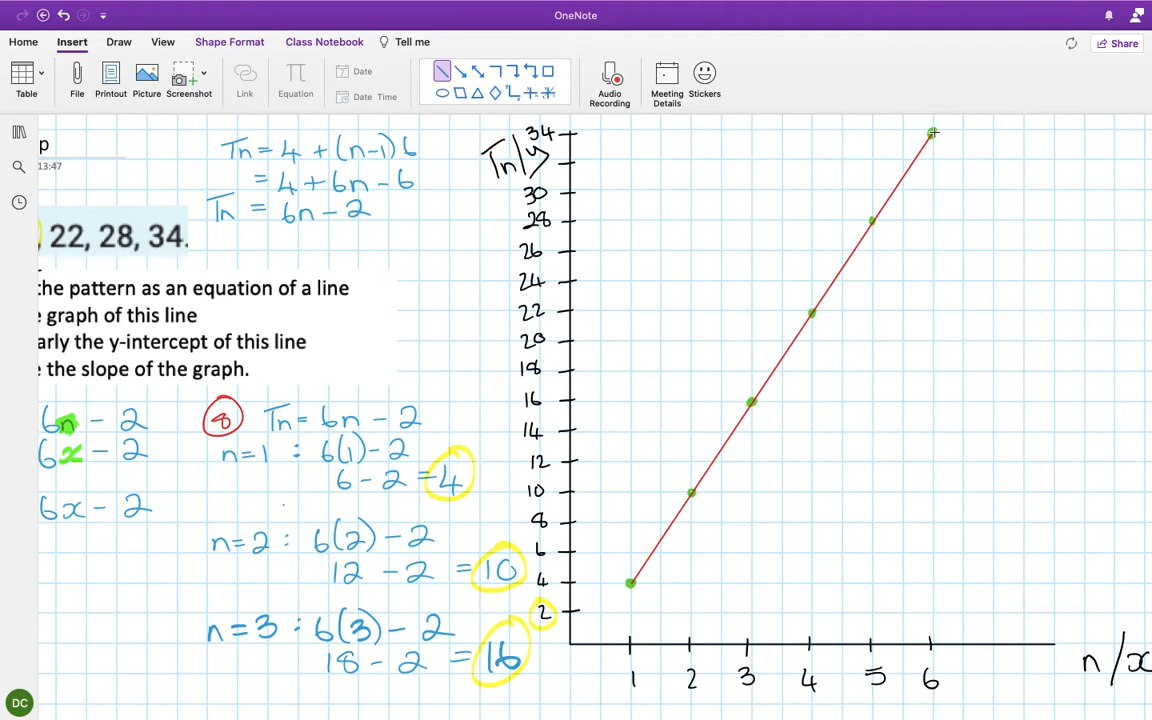 OneNote
Home Insert Draw View Shape Format Class Notebook Tell me
Share
Table File Printout Picture Screenshot Link Equation Date
Date Time
Audio Recording
Meeting Details
Stickers
p
13:47
Tn = 4 + (n-1)6
= 4 + 6n - 6
Tn = 6n - 2
, 22, 28, 34.
the pattern as an equation of a line
e graph of this line
arly the y-intercept of this line
e the slope of the graph.
6n - 2
6x - 2
6x - 2
8 Tn = 6n - 2
n=1 : 6(1) - 2
6 - 2 = 4
n=2 : 6(2) - 2
12 - 2 = 10
n=3 : 6(3) - 2
18 - 2 = 16
Tn/y
34
30
28
26
24
22
20
18
16
14
12
10
8
6
4
2
1 2 3 4 5 6
n/x
DC